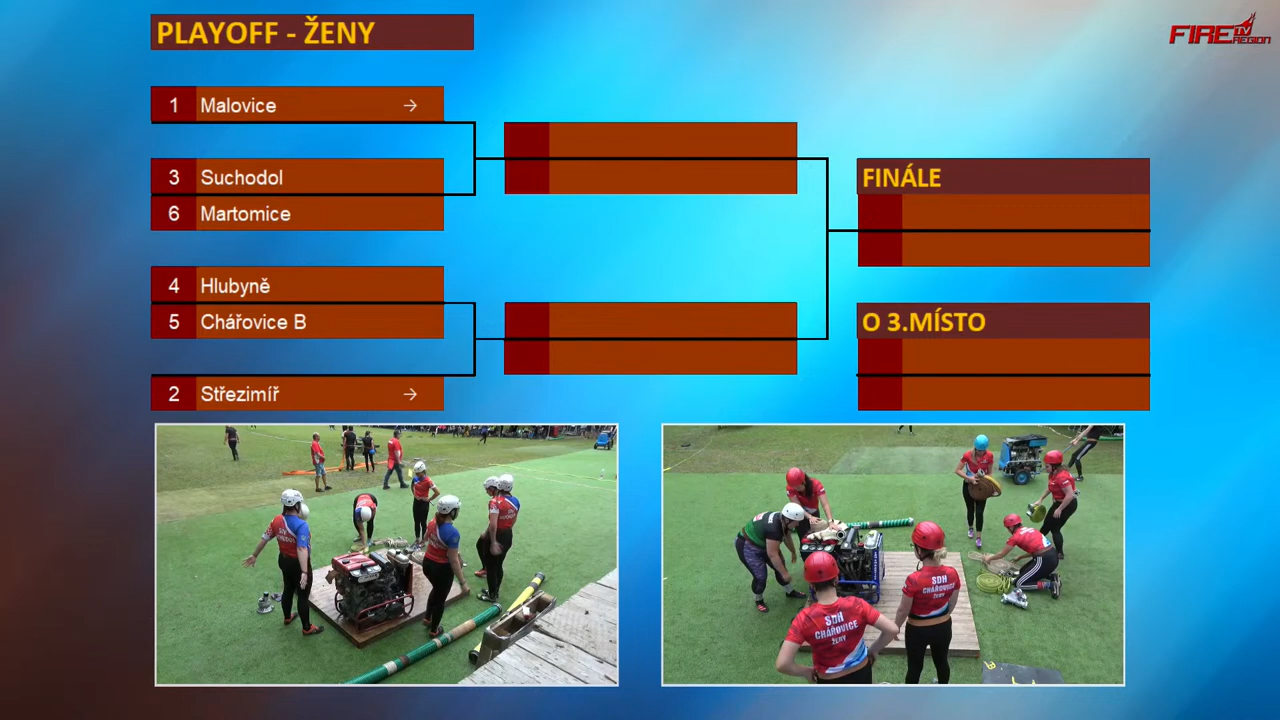 PLAYOFF - ŽENY
FIRE TV REGION
1 Malovice →
3 Suchodol
6 Martomice
4 Hlubyně
5 Chářovice B
2 Střezimíř →
FINÁLE
O 3.MÍSTO
SDH
CHÁŘOVICE
ŽENY
SDH
CHÁŘOVICE
ŽENY